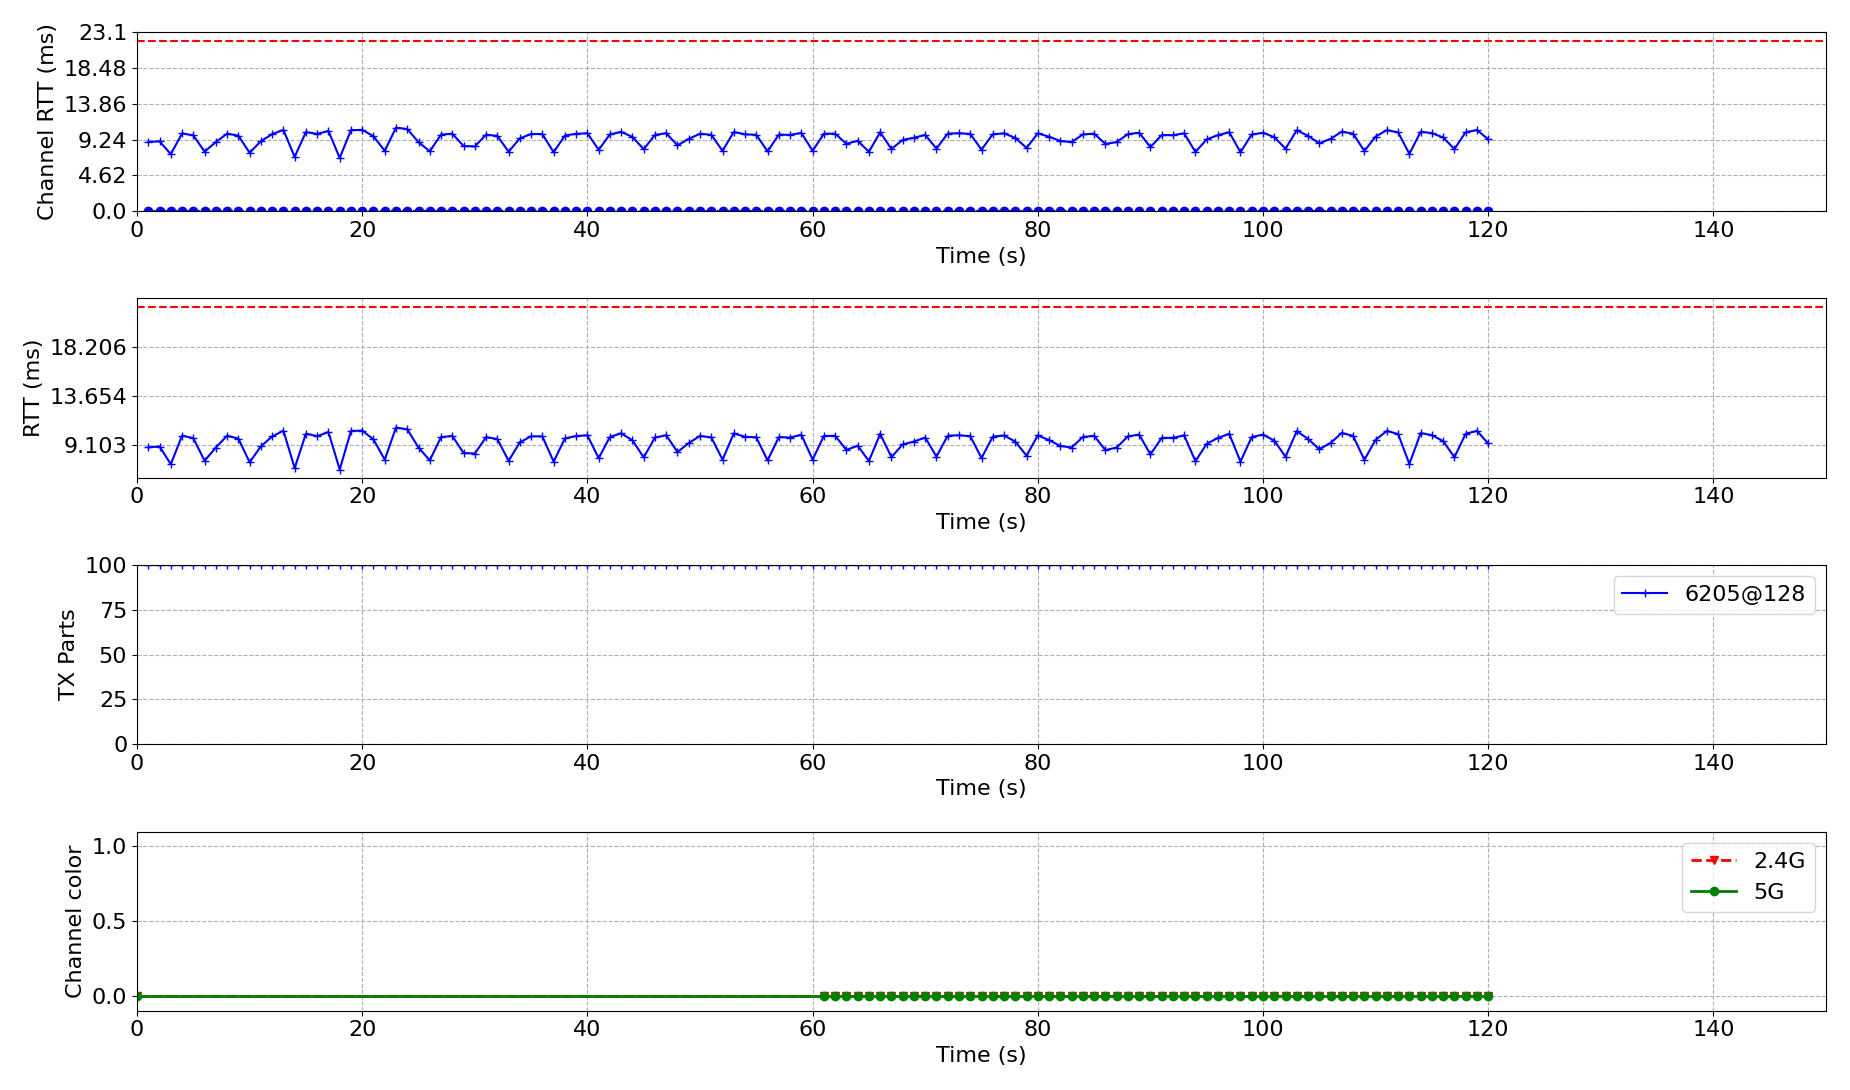 Channel RTT (ms)
23.1
18.48
13.86
9.24
4.62
0.0
0 20 40 60 80 100 120 140
Time (s)
RTT (ms)
18.206
13.654
9.103
0 20 40 60 80 100 120 140
Time (s)
TX Parts
100
75
50
25
0
6205@128
0 20 40 60 80 100 120 140
Time (s)
Channel color
1.0
0.5
0.0
2.4G
5G
0 20 40 60 80 100 120 140
Time (s)